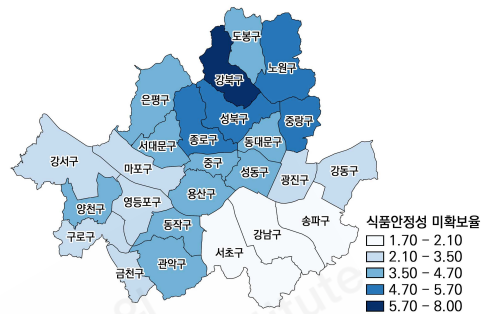 도봉구
노원구
강북구
은평구
성북구
중랑구
종로구
서대문구
동대문구
강서구
마포구
중구
성동구
광진구
강동구
양천구
영등포구
용산구
송파구
구로구
동작구
강남구
서초구
관악구
금천구
식품안정성 미확보율
1.70 – 2.10
2.10 – 3.50
3.50 – 4.70
4.70 – 5.70
5.70 – 8.00